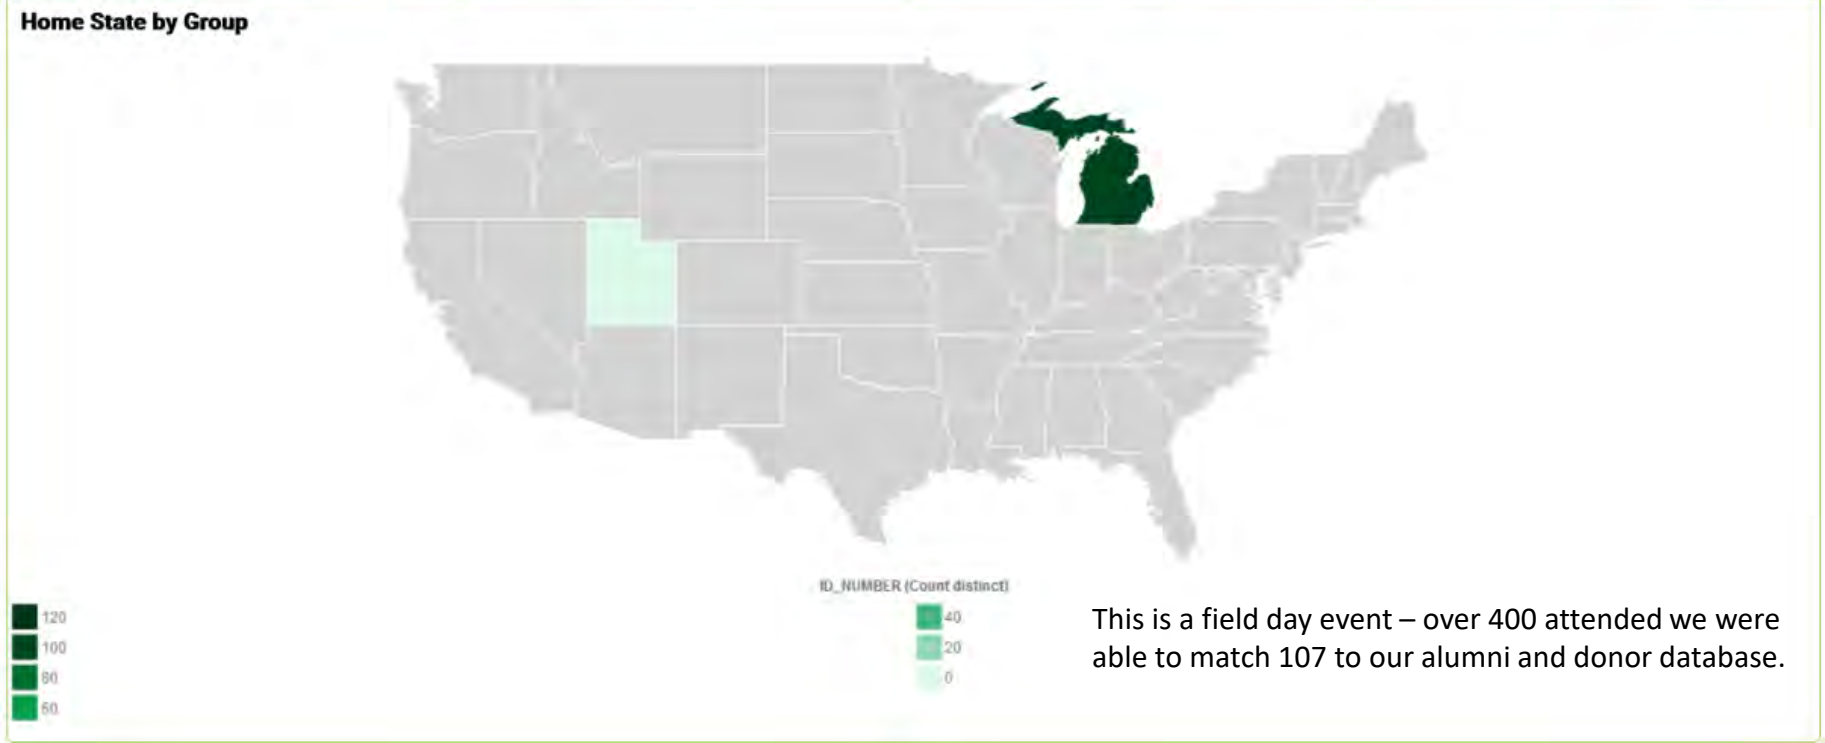 Home State by Group
ID_NUMBER (Count distinct)
120
100
80
60
40
20
0
This is a field day event – over 400 attended we were
able to match 107 to our alumni and donor database.